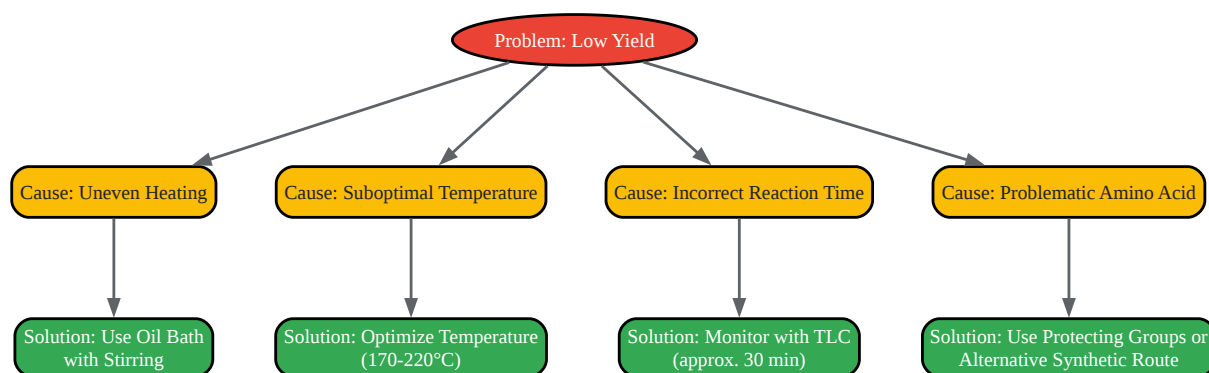 Problem: Low Yield
Cause: Uneven Heating
Cause: Suboptimal Temperature
Cause: Incorrect Reaction Time
Cause: Problematic Amino Acid
Solution: Use Oil Bath
with Stirring
Solution: Optimize Temperature
(170-220°C)
Solution: Monitor with TLC
(approx. 30 min)
Solution: Use Protecting Groups or
Alternative Synthetic Route